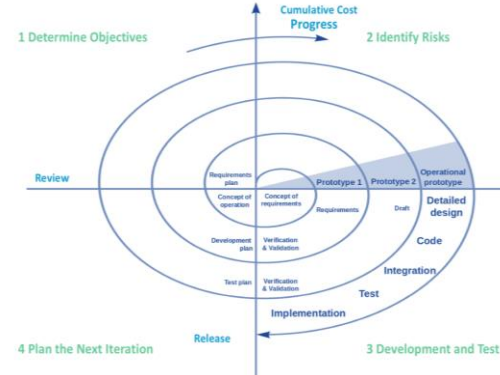 Cumulative Cost
Progress
1 Determine Objectives
2 Identify Risks
Review
Requirements
plan
Prototype 1
Prototype 2
Operational
prototype
Concept of
operation
Concept of
requirements
Requirements
Draft
Detailed
design
Development
plan
Verification
& Validation
Code
Integration
Test plan
Verification
& Validation
Test
Implementation
Release
4 Plan the Next Iteration
3 Development and Test